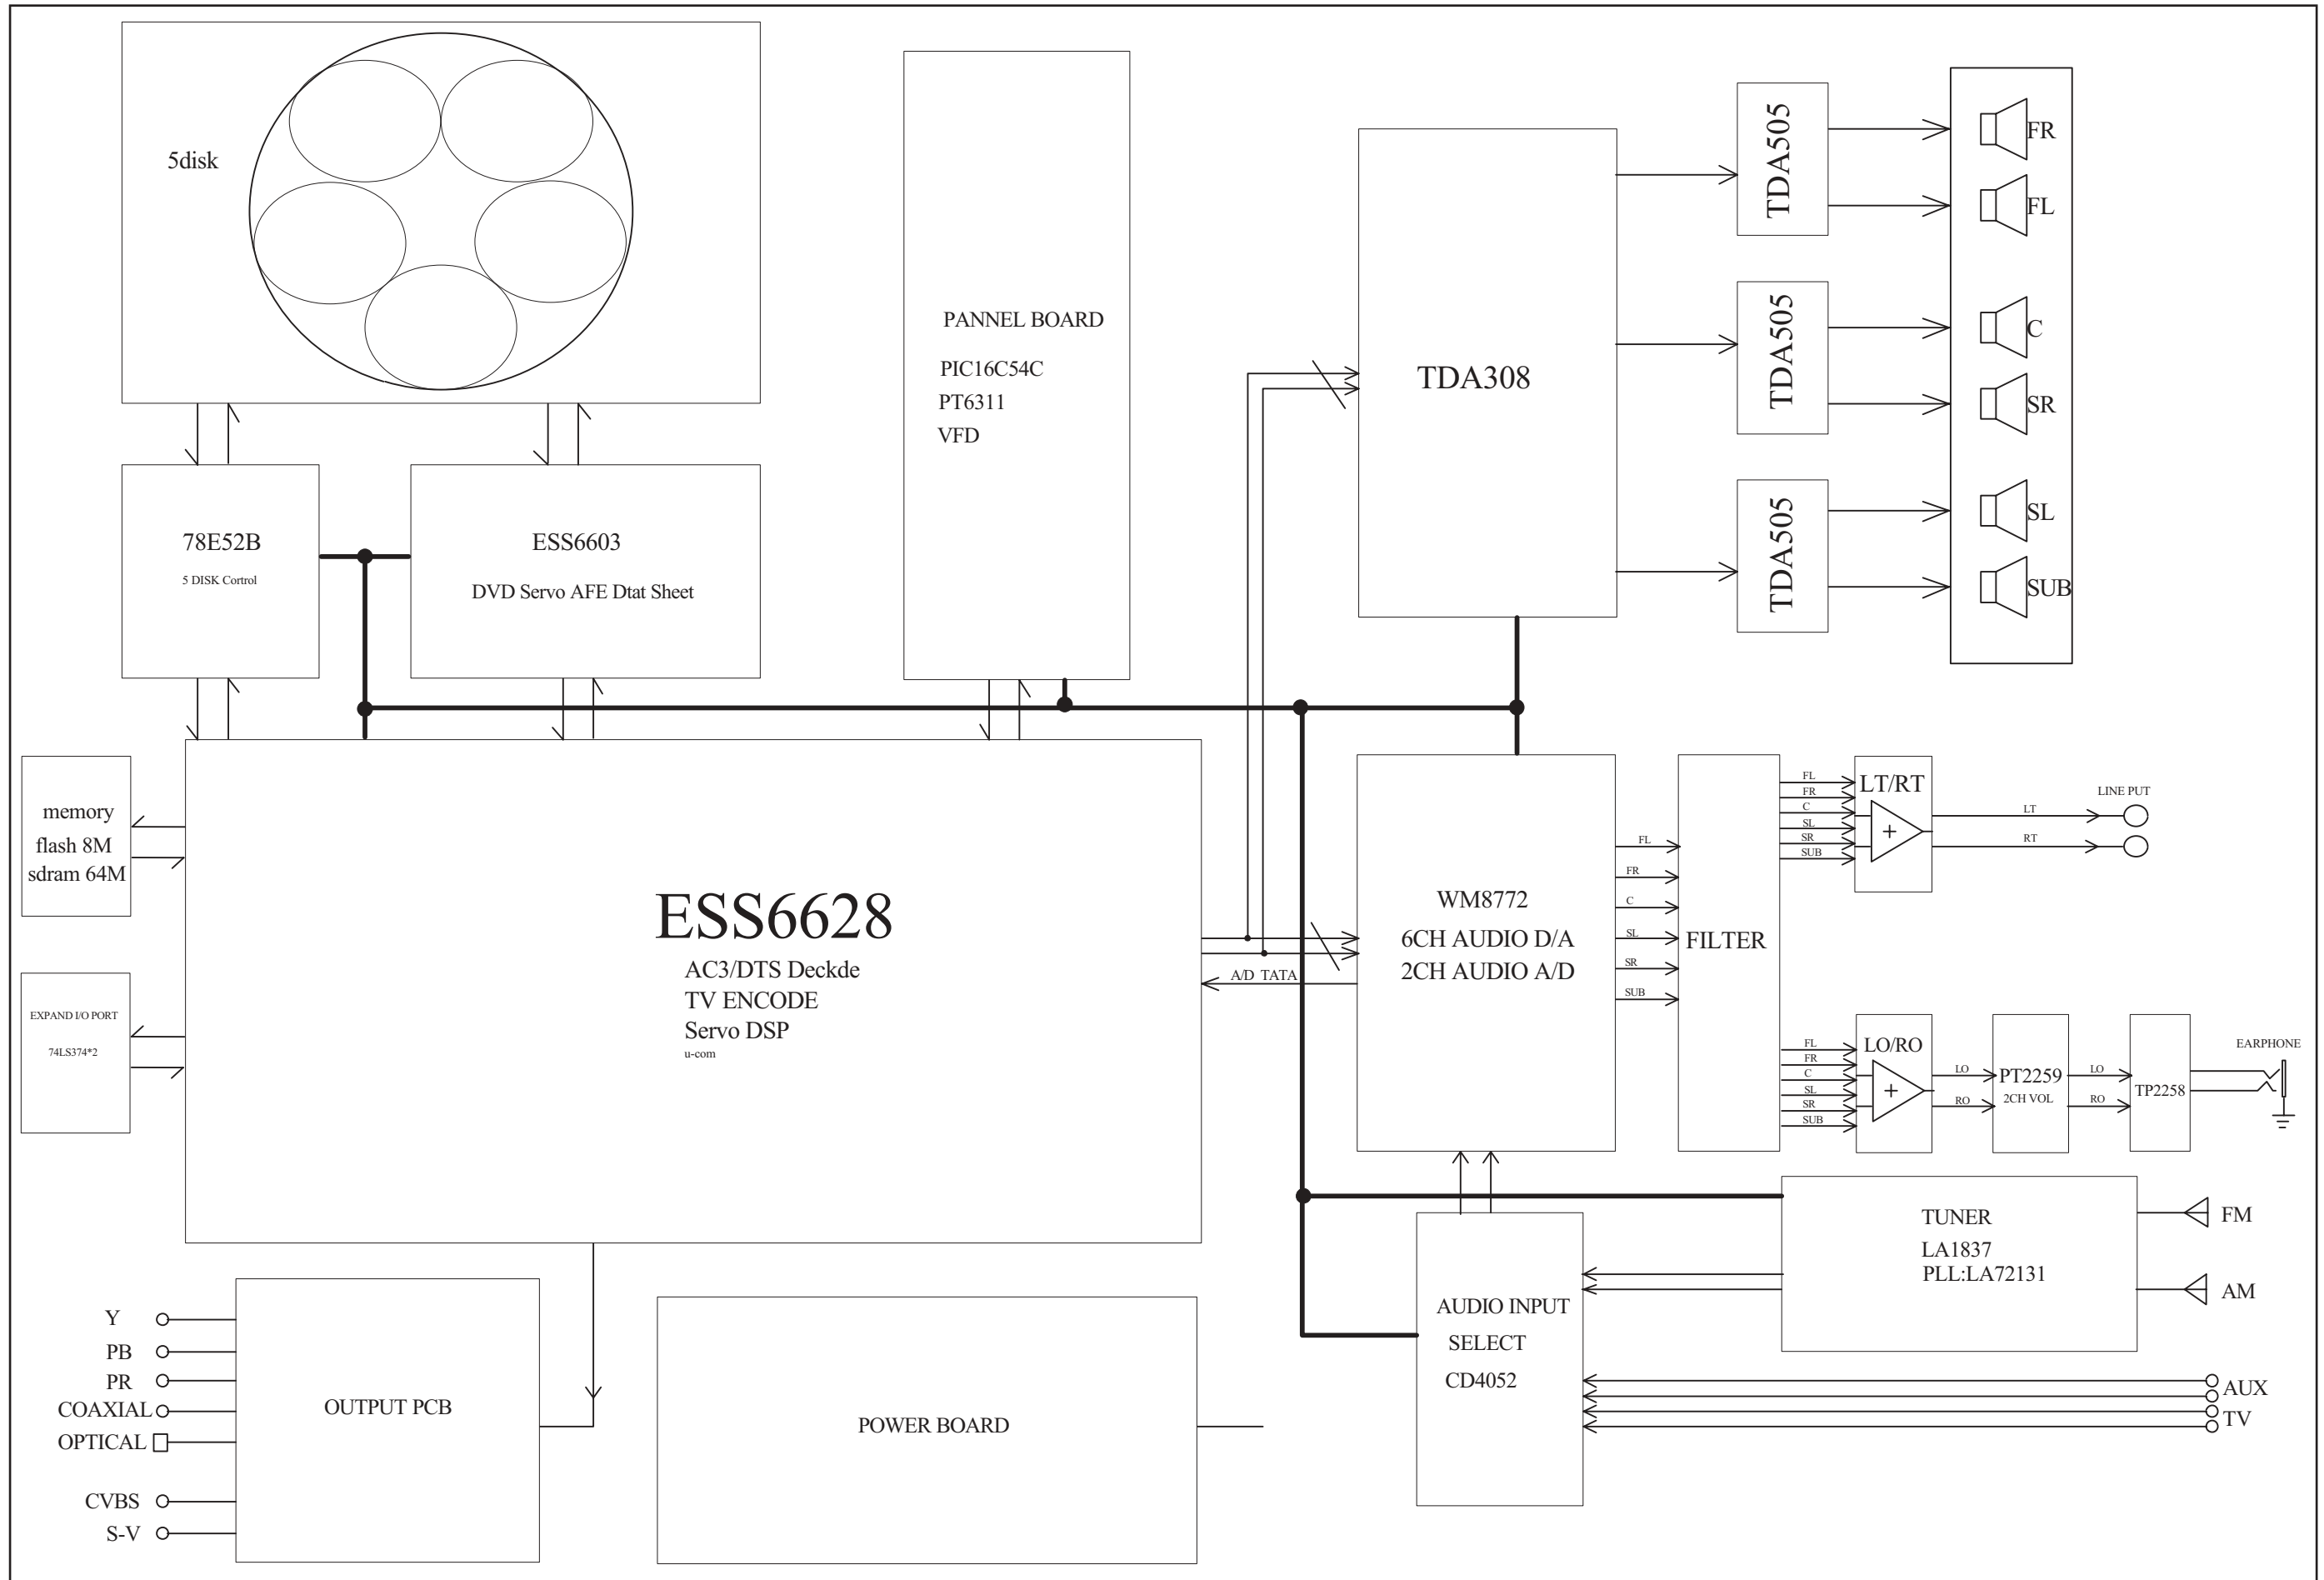 5disk
78E52B
5 DISK Cortrol
ESS6603
DVD Servo AFE Dtat Sheet
PANNEL BOARD
PIC16C54C
PT6311
VFD
TDA308
TDA505
TDA505
TDA505
FR
FL
C
SR
SL
SUB
memory
flash 8M
sdram 64M
EXPAND I/O PORT
74LS374*2
ESS6628
AC3/DTS Deckde
TV ENCODE
Servo DSP
u-com
A/D TATA
WM8772
6CH AUDIO D/A
2CH AUDIO A/D
FL
FR
C
SL
SR
SUB
FILTER
FL
FR
C
SL
SR
SUB
LT/RT
+
LT
RT
LINE PUT
FL
FR
C
SL
SR
SUB
LO/RO
+
LO
RO
PT2259
2CH VOL
LO
RO
TP2258
EARPHONE
TUNER
LA1837
PLL:LA72131
FM
AM
AUDIO INPUT
SELECT
CD4052
AUX
TV
Y
PB
PR
COAXIAL
OPTICAL
CVBS
S-V
OUTPUT PCB
POWER BOARD